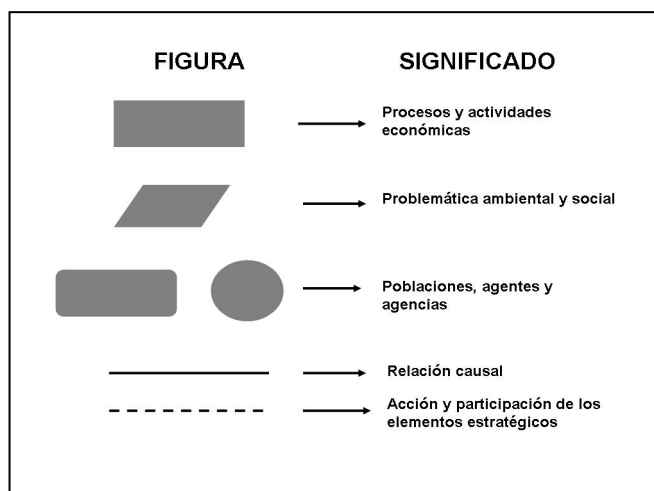 FIGURA SIGNIFICADO
Procesos y actividades
económicas
Problemática ambiental y social
Poblaciones, agentes y
agencias
Relación causal
Acción y participación de los
elementos estratégicos